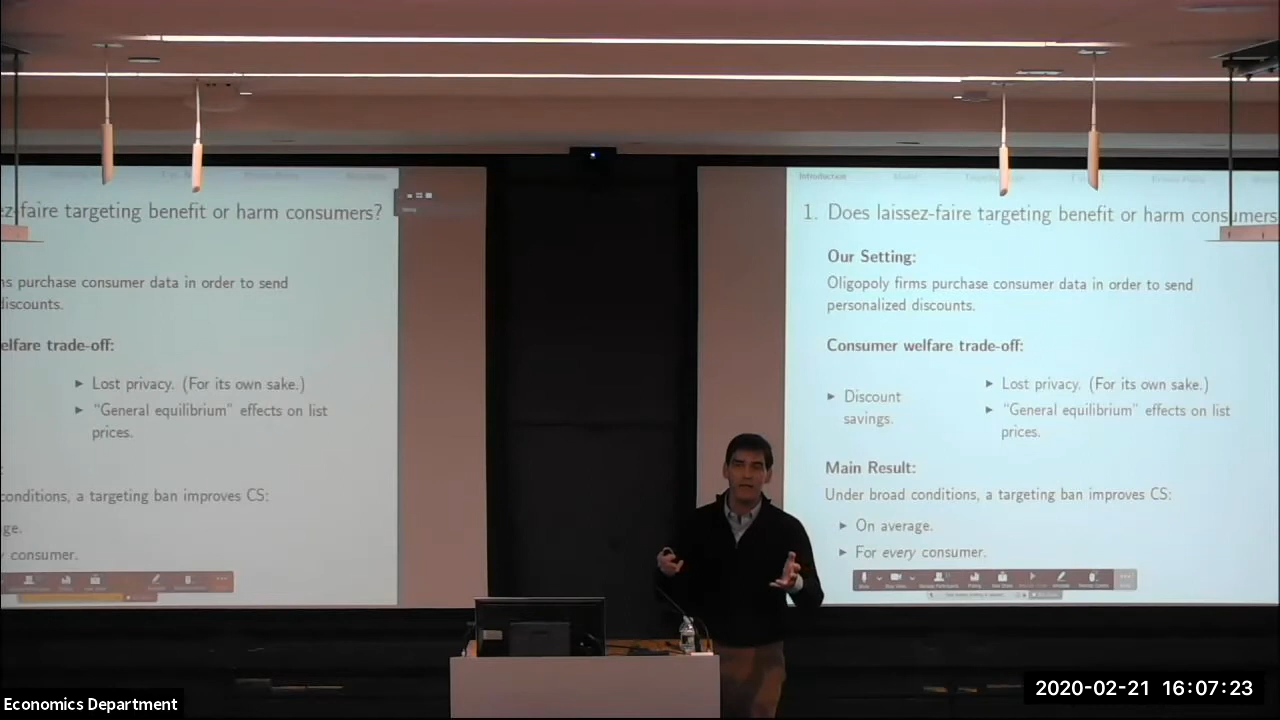 ez-faire targeting benefit or harm consumers?
ns purchase consumer data in order to send
discounts.
elfare trade-off:
▶ Lost privacy. (For its own sake.)
▶ "General equilibrium" effects on list
prices.
:
conditions, a targeting ban improves CS:
ge.
y consumer.
Introduction
1. Does laissez-faire targeting benefit or harm consumers
Our Setting:
Oligopoly firms purchase consumer data in order to send
personalized discounts.
Consumer welfare trade-off:
▶ Discount
savings.
▶ Lost privacy. (For its own sake.)
▶ "General equilibrium" effects on list
prices.
Main Result:
Under broad conditions, a targeting ban improves CS:
▶ On average.
▶ For every consumer.
Economics Department
2020-02-21 16:07:23